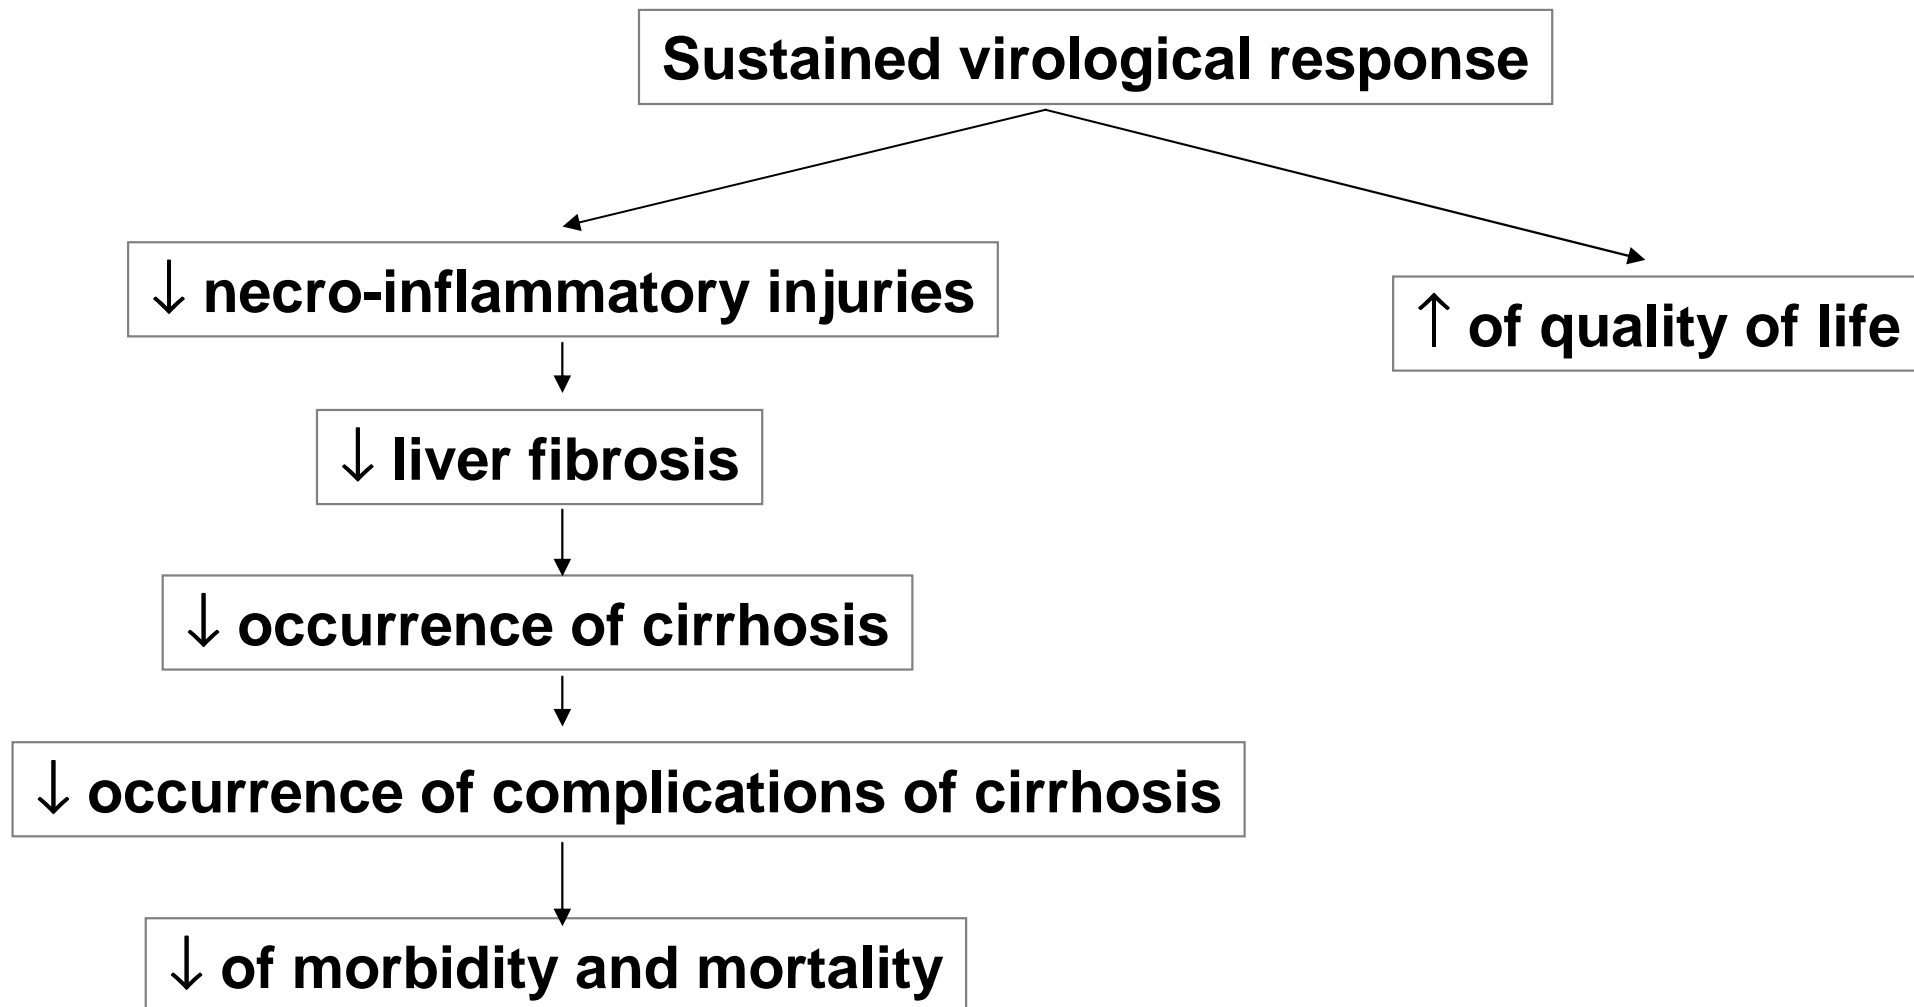 Sustained virological response
↓ necro-inflammatory injuries
↑ of quality of life
↓ liver fibrosis
↓ occurrence of cirrhosis
↓ occurrence of complications of cirrhosis
↓ of morbidity and mortality